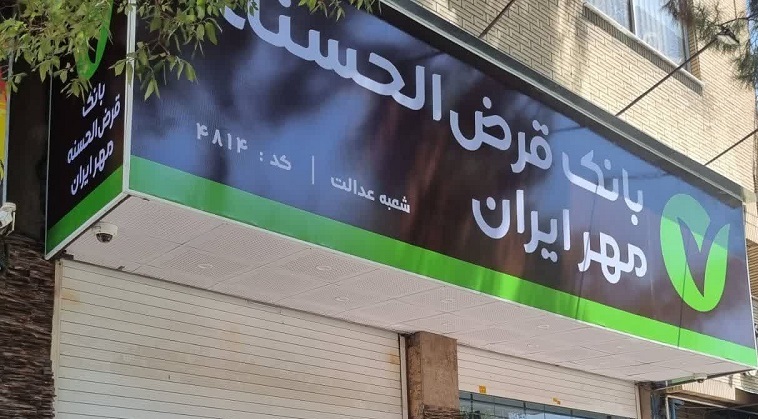 بانک قرض الحسنه
مهر ایران
شعبه عدالت | کد : ۴۸۱۴
بانک
قرض الحسنه
مهر ایران